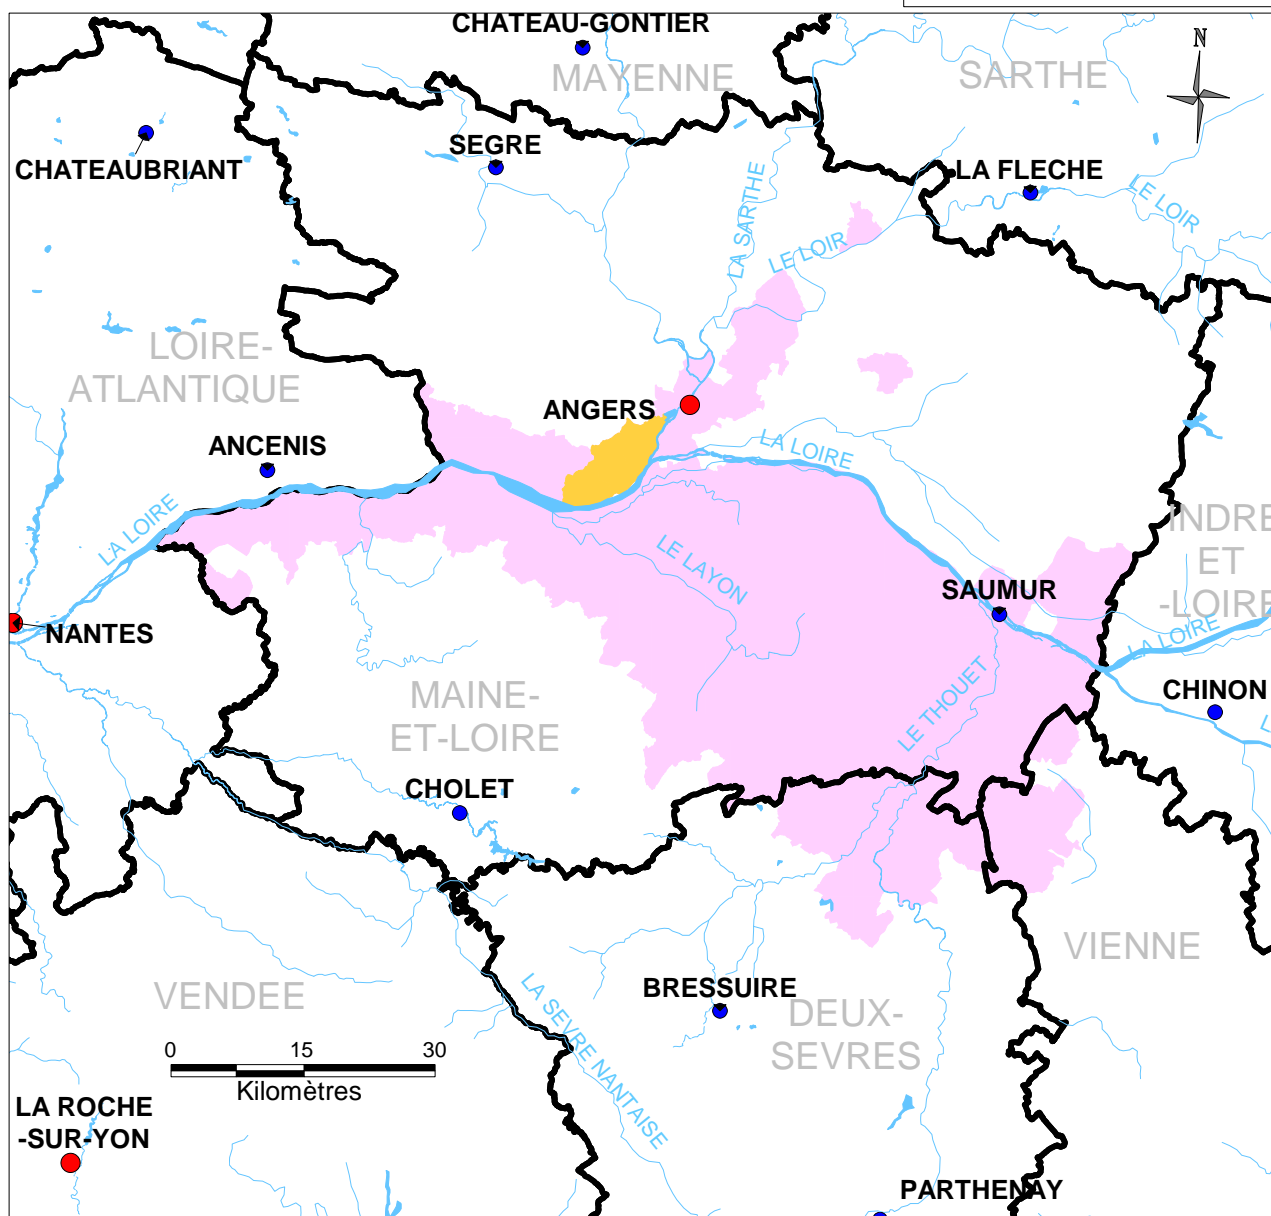 CHATEAU-GONTIER
N
MAYENNE
SARTHE
SEGRE
CHATEAUBRIANT
LA FLECHE
LA SARTHE
LE LOIR
LE LOIR
LOIRE-
ATLANTIQUE
ANGERS
ANCENIS
LA LOIRE
LA LOIRE
INDRE
ET
-LOIRE
LE LAYON
SAUMUR
NANTES
LA LOIRE
CHINON
LE THOUET
MAINE-
ET-LOIRE
CHOLET
VIENNE
VENDEE
BRESSUIRE
DEUX-
SEVRES
LA SEVRE NANTAISE
0 15 30
Kilomètres
LA ROCHE
-SUR-YON
PARTHENAY